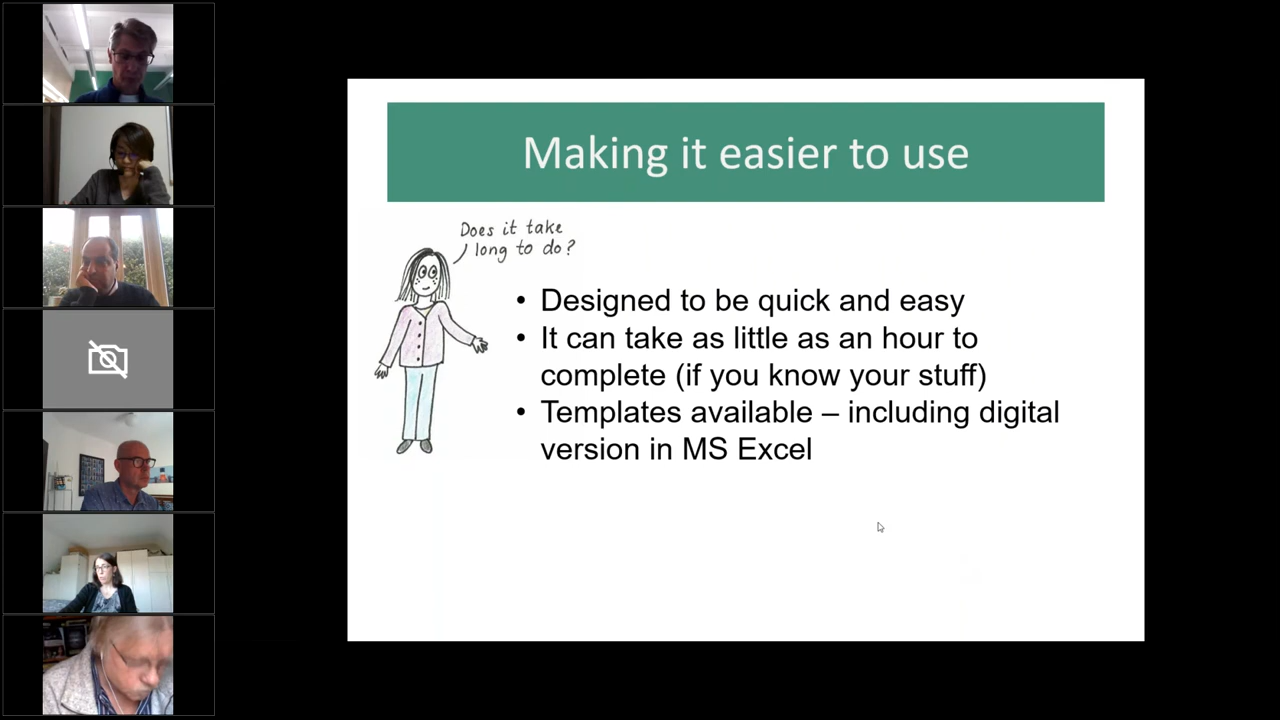 Making it easier to use
Does it take
long to do?
• Designed to be quick and easy
• It can take as little as an hour to
complete (if you know your stuff)
• Templates available – including digital
version in MS Excel